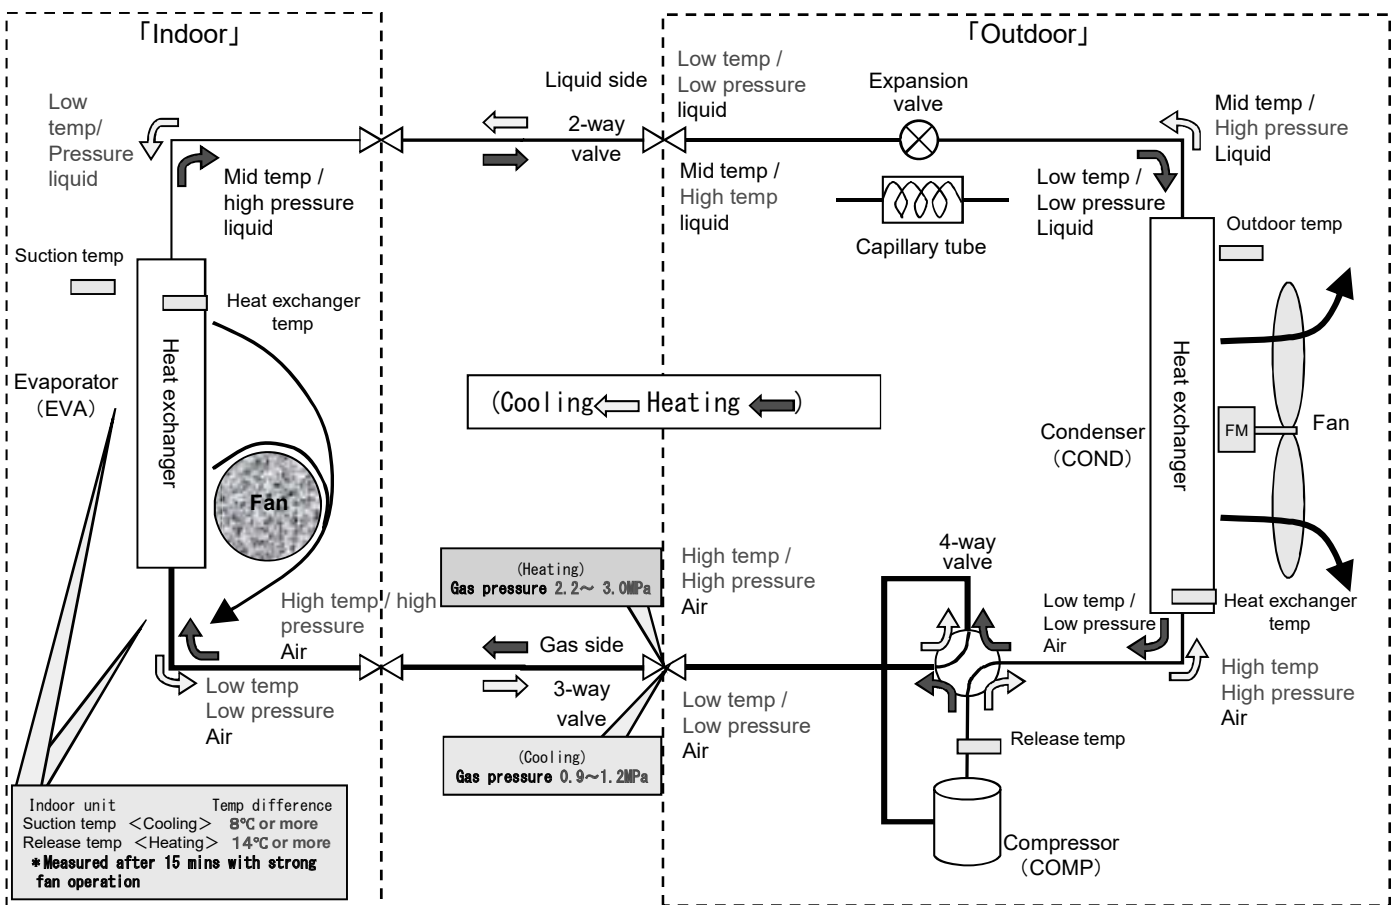 「Indoor」
「Outdoor」
Liquid side
2-way
valve
Low temp /
Low pressure
liquid
Expansion
valve
Mid temp /
High pressure
Liquid
Low
temp/
Pressure
liquid
Mid temp /
high pressure
liquid
Mid temp /
High temp
liquid
Capillary tube
Low temp /
Low pressure
Liquid
Suction temp
Heat exchanger
temp
Outdoor temp
Heat exchanger
Evaporator
(EVA)
Fan
(Cooling Heating )
Condenser
(COND)
Heat exchanger
FM
Fan
(Heating)
Gas pressure 2.2～ 3.0MPa
High temp /
High pressure
Air
4-way
valve
High temp / high
pressure
Air
Gas side
3-way
valve
Low temp /
Low pressure
Air
Heat exchanger
temp
Low temp
Low pressure
Air
Low temp /
Low pressure
Air
High temp
High pressure
Air
(Cooling)
Gas pressure 0.9～1.2MPa
Release temp
Compressor
(COMP)
Indoor unit Temp difference
Suction temp ＜Cooling＞ 8℃ or more
Release temp ＜Heating＞ 14℃ or more
*Measured after 15 mins with strong
fan operation